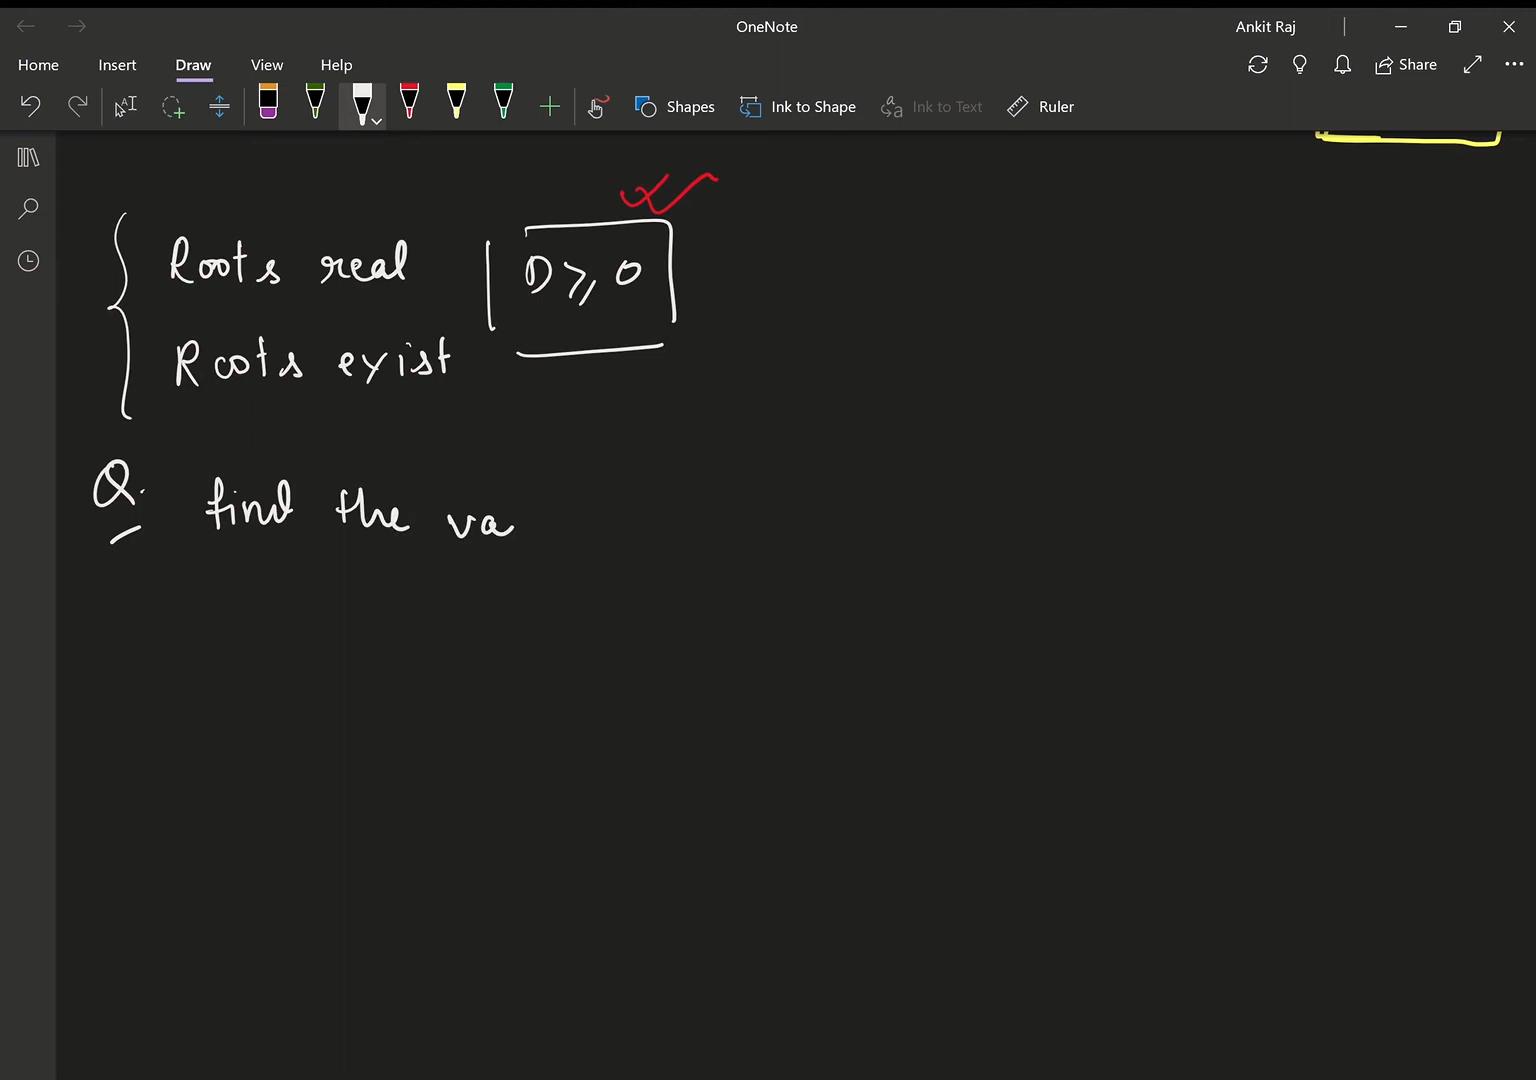 OneNote
Ankit Raj
Home Insert Draw View Help
Share
Shapes Ink to Shape Ink to Text Ruler
Roots real D ⩾ 0
Roots exist
Q. find the va